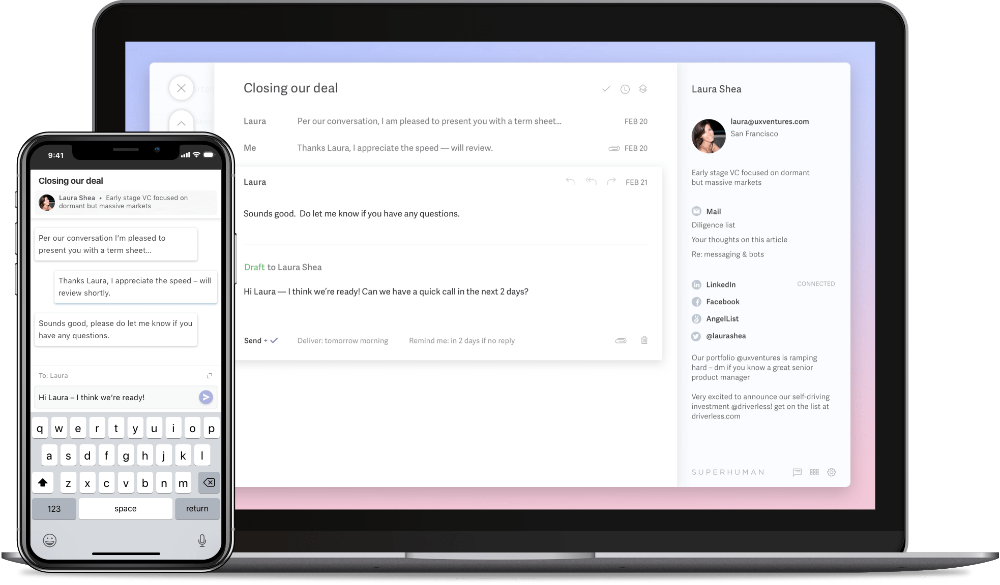 Closing our deal
Laura Per our conversation, I am pleased to present you with a term sheet... FEB 20
Me Thanks Laura, I appreciate the speed — will review. FEB 20
Laura FEB 21
Sounds good.  Do let me know if you have any questions.
Draft to Laura Shea
Hi Laura — I think we're ready! Can we have a quick call in the next 2 days?
Send + Deliver: tomorrow morning Remind me: in 2 days if no reply
Laura Shea
laura@uxventures.com
San Francisco
Early stage VC focused on dormant
but massive markets
Mail
Diligence list
Your thoughts on this article
Re: messaging & bots
LinkedIn CONNECTED
Facebook
AngelList
@laurashea
Our portfolio @uxventures is ramping
hard – dm if you know a great senior
product manager
Very excited to announce our self-driving
investment @driverless! get on the list at
driverless.com
SUPERHUMAN
9:41
Closing our deal
Laura Shea • Early stage VC focused on
dormant but massive markets
Per our conversation I'm pleased to
present you with a term sheet...
Thanks Laura, I appreciate the speed – will
review shortly.
Sounds good, please do let me know if you
have any questions.
To: Laura
Hi Laura – I think we're ready!
q w e r t y u i o p
a s d f g h j k l
z x c v b n m
123 space return